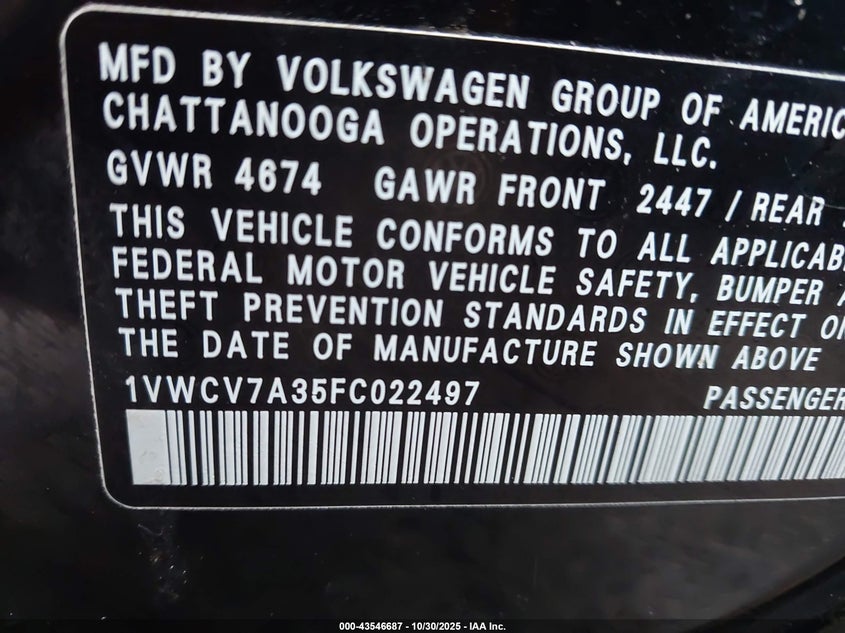 MFD BY VOLKSWAGEN GROUP OF AMERIC
CHATTANOOGA OPERATIONS, LLC.
GVWR 4674 GAWR FRONT 2447 / REAR
THIS VEHICLE CONFORMS TO ALL APPLICAB
FEDERAL MOTOR VEHICLE SAFETY, BUMPER A
THEFT PREVENTION STANDARDS IN EFFECT O
THE DATE OF MANUFACTURE SHOWN ABOVE
1VWCV7A35FC022497 PASSENGER
000-43546687 - 10/30/2025 - IAA Inc.